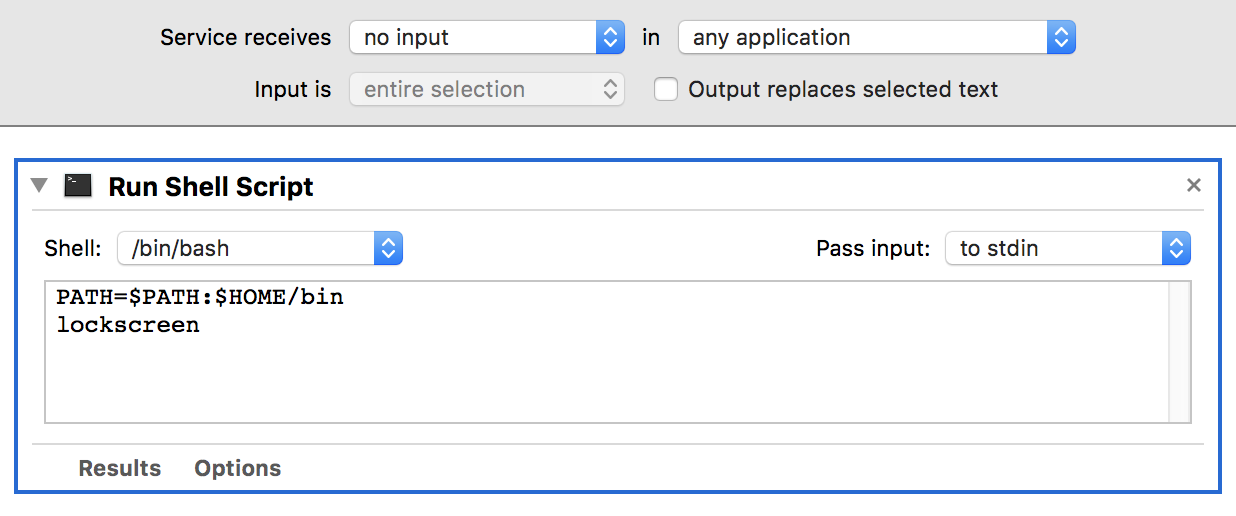 Service receives no input in any application
Input is entire selection Output replaces selected text
>_
Run Shell Script
Shell: /bin/bash Pass input: to stdin
PATH=$PATH:$HOME/bin
lockscreen
Results Options